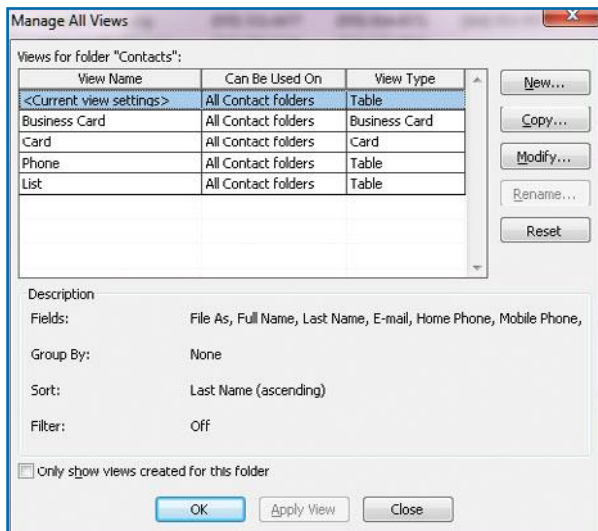 Manage All Views
Views for folder "Contacts":
View Name Can Be Used On View Type
<Current view settings> All Contact folders Table
Business Card All Contact folders Business Card
Card All Contact folders Card
Phone All Contact folders Table
List All Contact folders Table
New...
Copy...
Modify...
Rename...
Reset
Description
Fields: File As, Full Name, Last Name, E-mail, Home Phone, Mobile Phone,
Group By: None
Sort: Last Name (ascending)
Filter: Off
Only show views created for this folder
OK Apply View Close